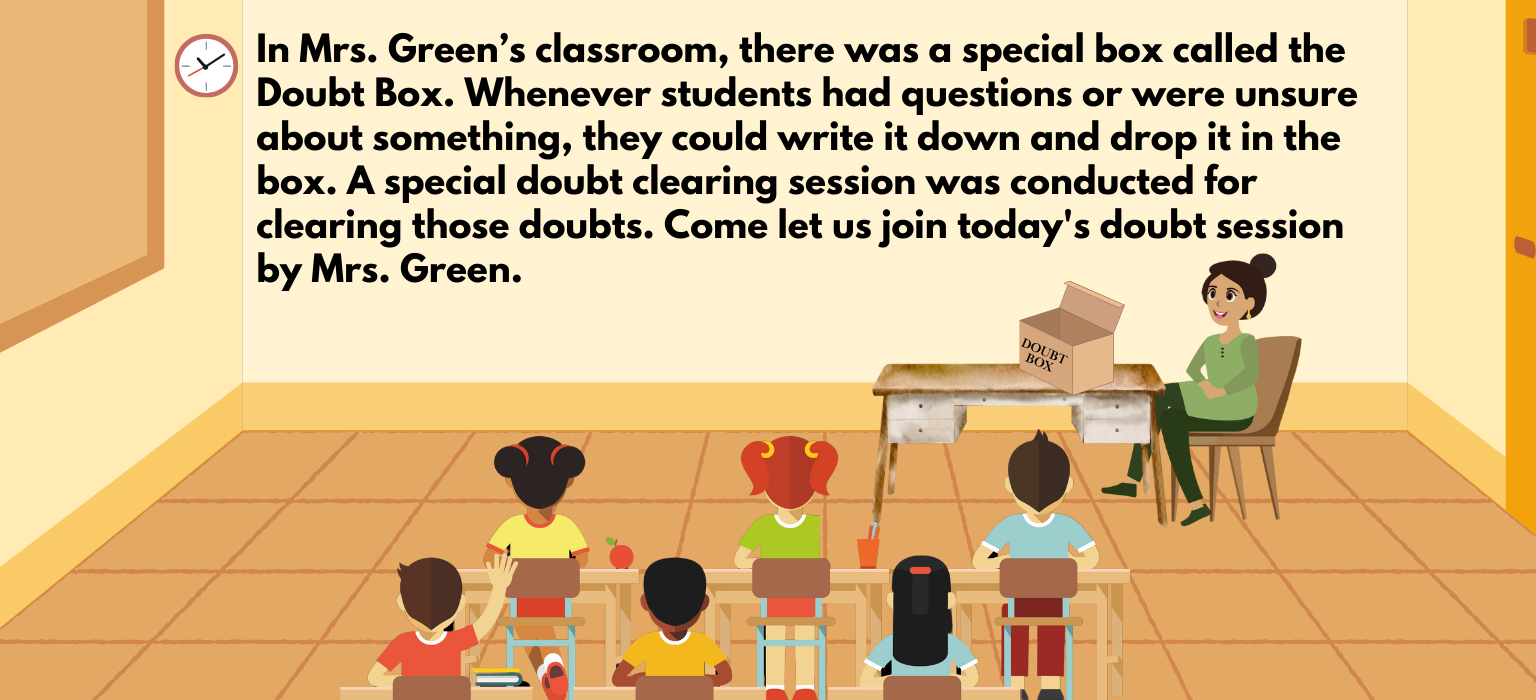 In Mrs. Green’s classroom, there was a special box called the
Doubt Box. Whenever students had questions or were unsure
about something, they could write it down and drop it in the
box. A special doubt clearing session was conducted for
clearing those doubts. Come let us join today's doubt session
by Mrs. Green.
DOUBT
BOX